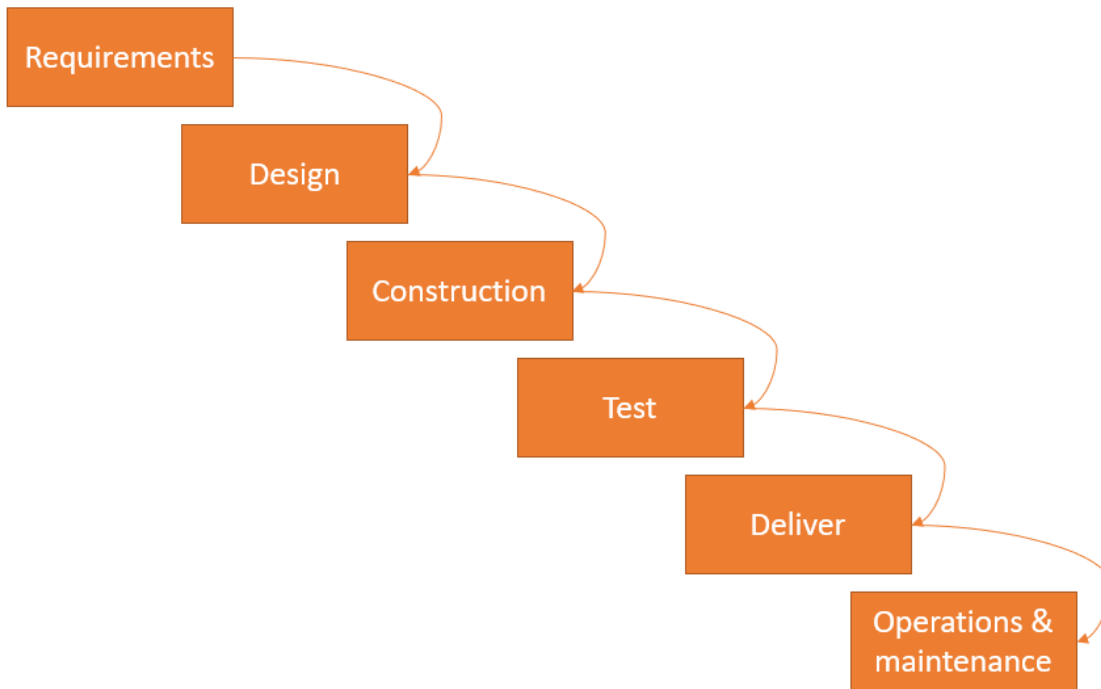 Requirements
Design
Construction
Test
Deliver
Operations &
maintenance